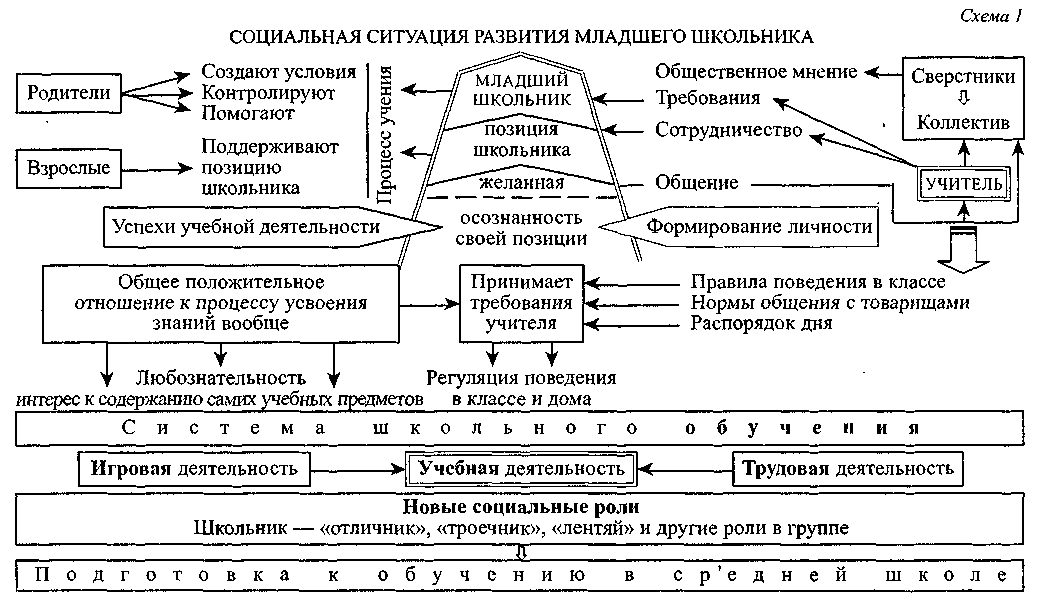 Схема 1
СОЦИАЛЬНАЯ СИТУАЦИЯ РАЗВИТИЯ МЛАДШЕГО ШКОЛЬНИКА
Родители
Создают условия
Контролируют
Помогают
Взрослые
Поддерживают
позицию
школьника
Процесс учения
МЛАДШИЙ
ШКОЛЬНИК
позиция
школьника
желанная
осознанность
своей позиции
Общественное мнение
Требования
Сотрудничество
Общение
Сверстники
Коллектив
УЧИТЕЛЬ
Успехи учебной деятельности
Формирование личности
Общее положительное
отношение к процессу усвоения
знаний вообще
Принимает
требования
учителя
Правила поведения в классе
Нормы общения с товарищами
Распорядок дня
Любознательность
интерес к содержанию самих учебных предметов
Регуляция поведения
в классе и дома
Система школьного обучения
Игровая деятельность
Учебная деятельность
Трудовая деятельность
Новые социальные роли
Школьник — «отличник», «троечник», «лентяй» и другие роли в группе
Подготовка к обучению в средней школе